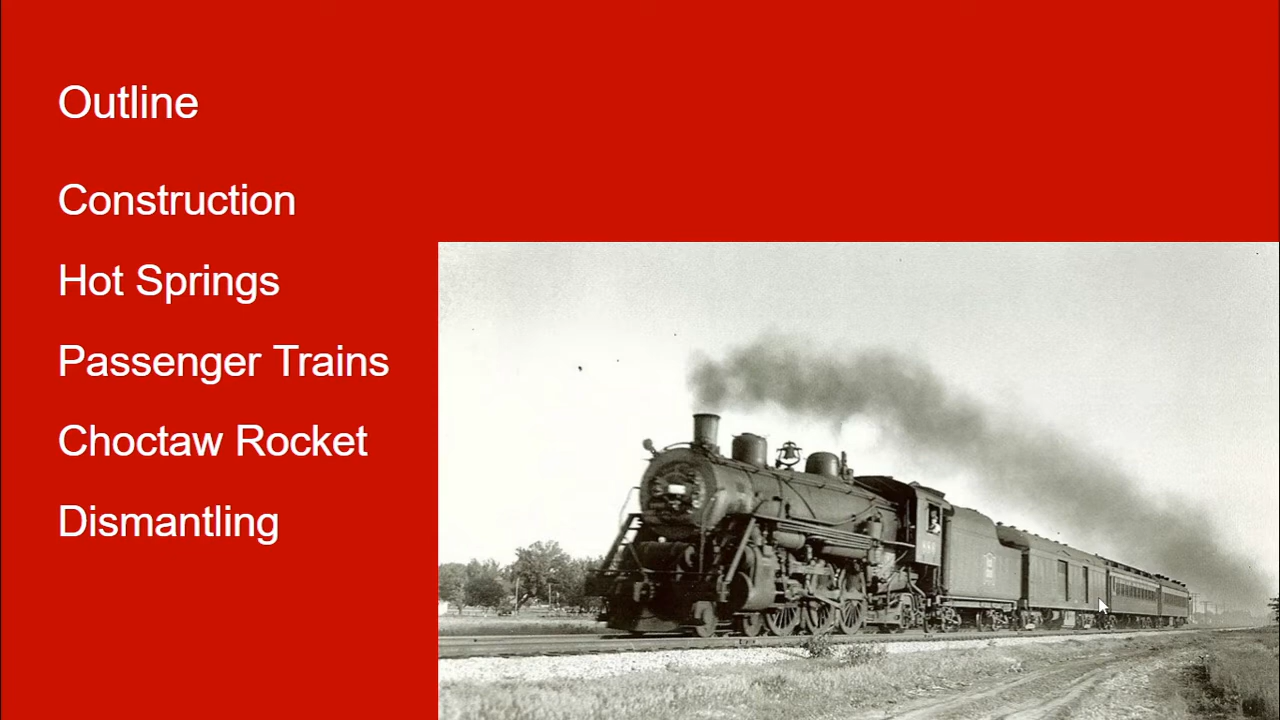 Outline
Construction
Hot Springs
Passenger Trains
Choctaw Rocket
Dismantling